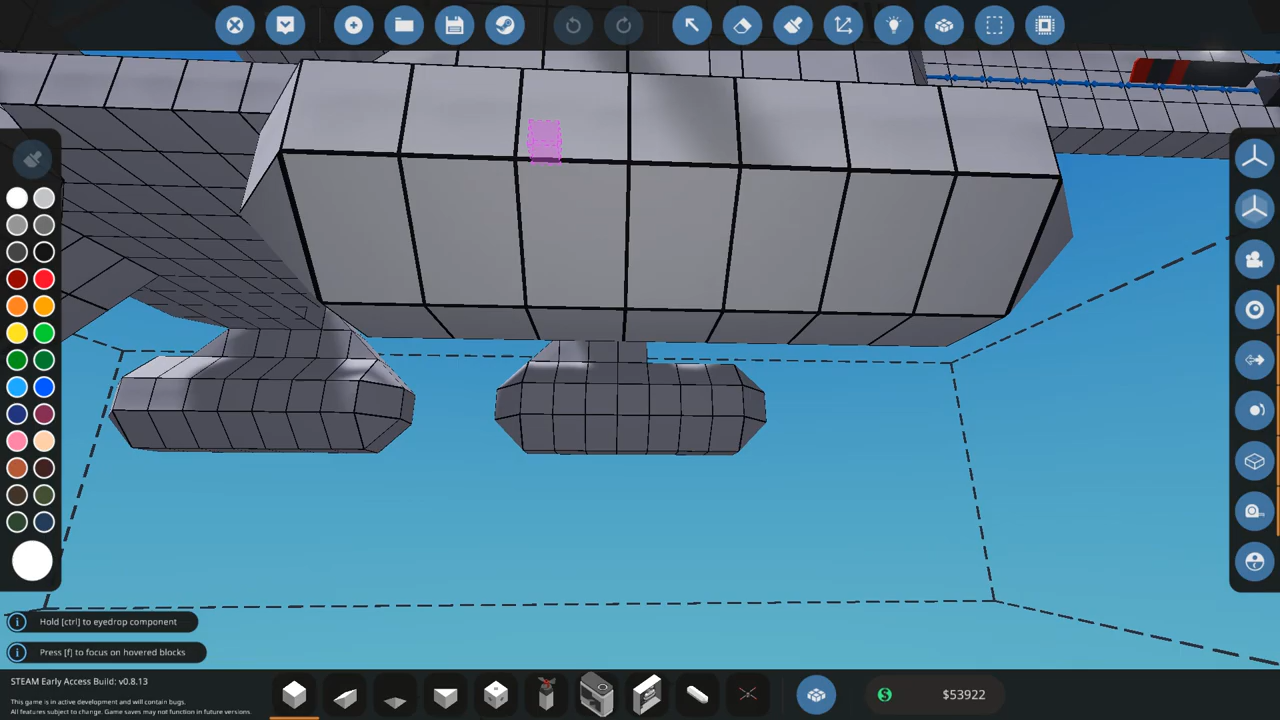 Hold [ctrl] to eyedrop component
Press [f] to focus on hovered blocks
STEAM Early Access Build: v0.8.13
This game is in active development and will contain bugs.
All features subject to change. Game saves may not function in future versions.
$53922